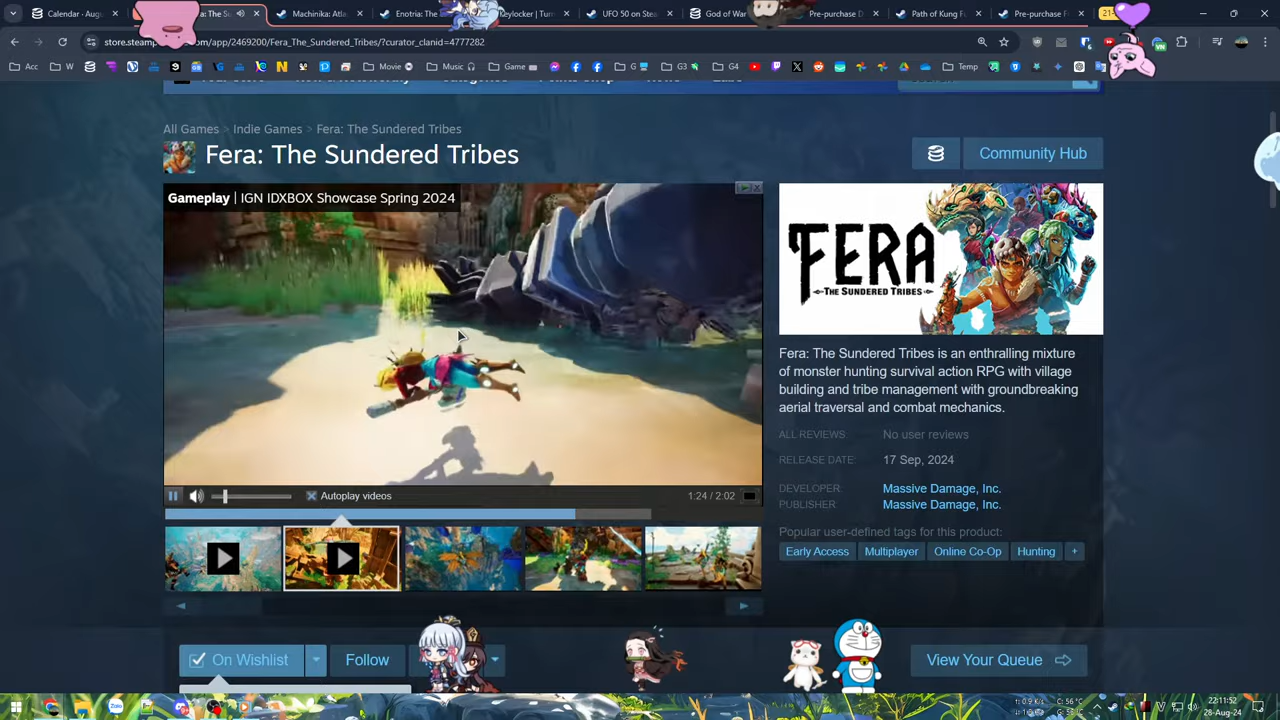 Calendar · Aug
Machinika: Atla
Enotria: The
eylocker | Turn
UFO 50 on Ste
God of War
Pre-purchase D
Path of Kung F
Pre-purchase F
store.steamp
/app/2469200/Fera_The_Sundered_Tribes/?curator_clanid=4777282
Acc
W
Movie
Music
Game
G
G3
G4
Temp
All Games > Indie Games > Fera: The Sundered Tribes
Fera: The Sundered Tribes
Community Hub
Gameplay | IGN IDXBOX Showcase Spring 2024
FERA
THE SUNDERED TRIBES
Fera: The Sundered Tribes is an enthralling mixture
of monster hunting survival action RPG with village
building and tribe management with groundbreaking
aerial traversal and combat mechanics.
ALL REVIEWS: No user reviews
RELEASE DATE: 17 Sep, 2024
DEVELOPER: Massive Damage, Inc.
PUBLISHER: Massive Damage, Inc.
Popular user-defined tags for this product:
Early Access Multiplayer Online Co-Op Hunting +
Autoplay videos 1:24 / 2:02
On Wishlist
Follow
View Your Queue
Zalo
22:11:52
28-Aug-24